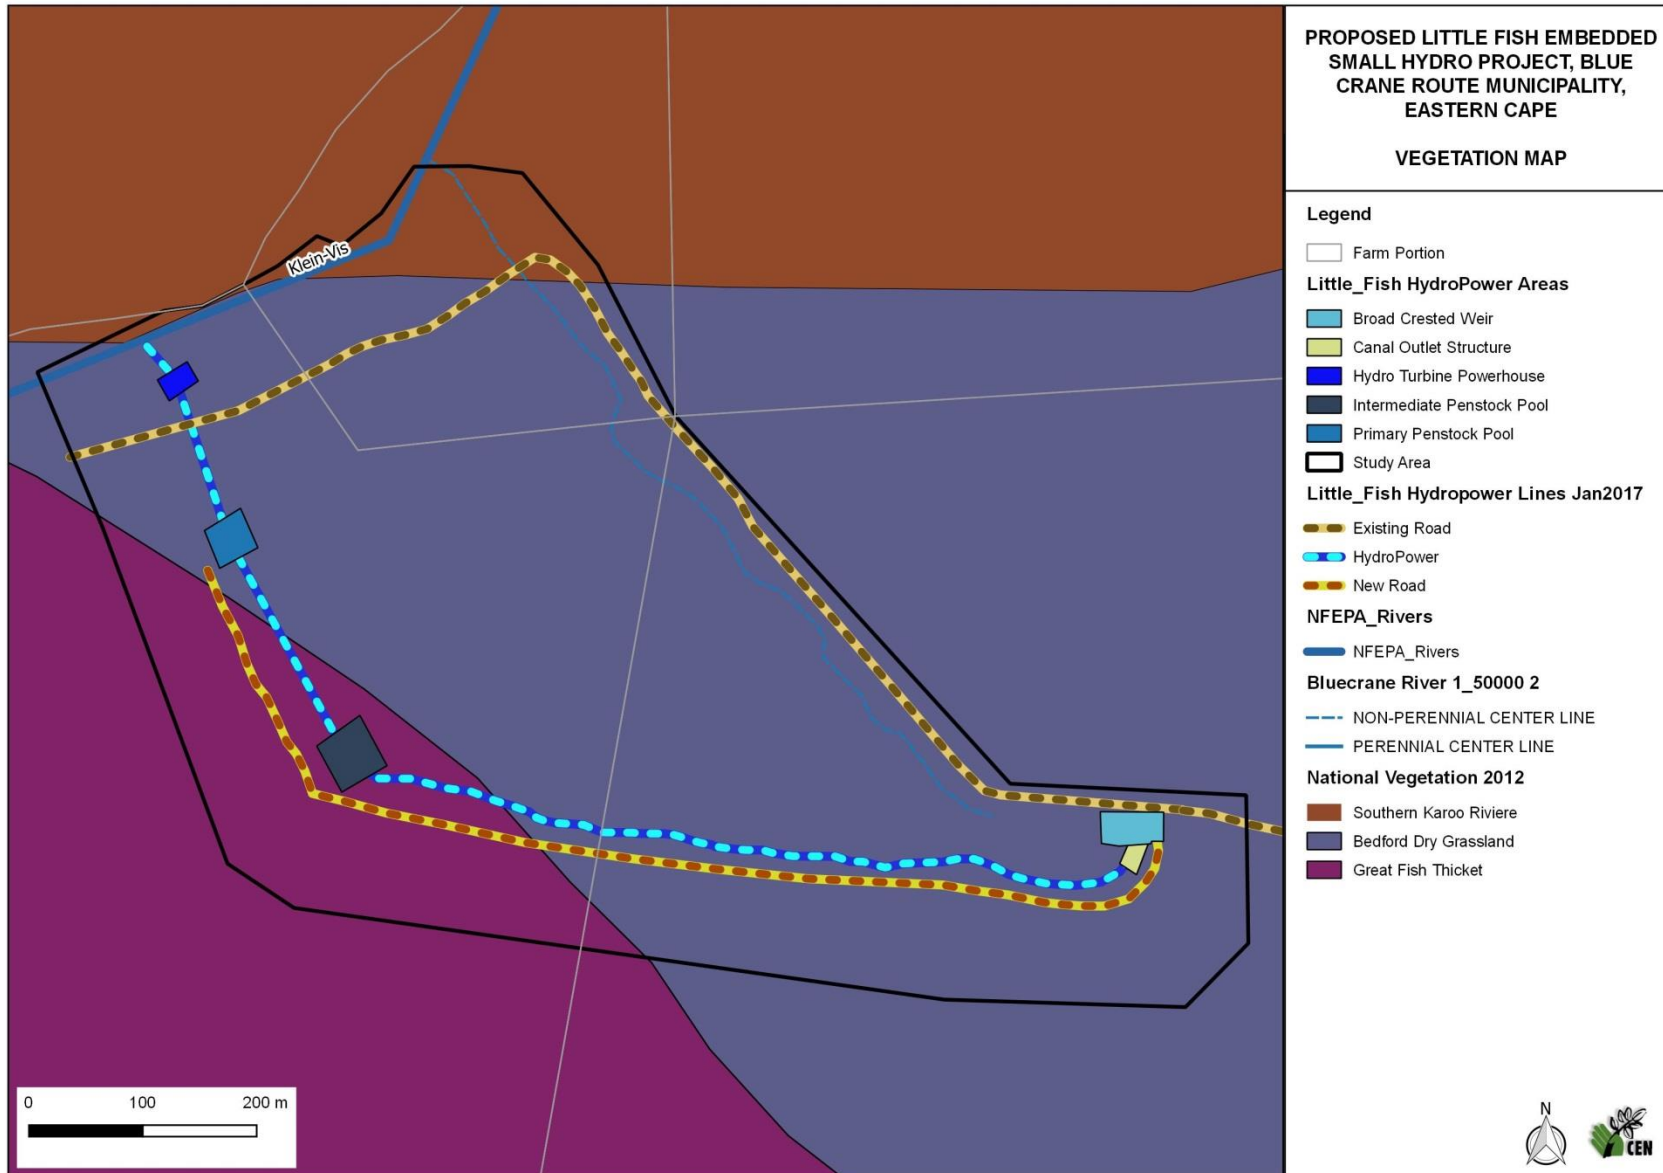 PROPOSED LITTLE FISH EMBEDDED
SMALL HYDRO PROJECT, BLUE
CRANE ROUTE MUNICIPALITY,
EASTERN CAPE
VEGETATION MAP
Legend
Farm Portion
Little_Fish HydroPower Areas
Broad Crested Weir
Canal Outlet Structure
Hydro Turbine Powerhouse
Intermediate Penstock Pool
Primary Penstock Pool
Study Area
Little_Fish Hydropower Lines Jan2017
Existing Road
HydroPower
New Road
NFEPA_Rivers
NFEPA_Rivers
Bluecrane River 1_50000 2
NON-PERENNIAL CENTER LINE
PERENNIAL CENTER LINE
National Vegetation 2012
Southern Karoo Riviere
Bedford Dry Grassland
Great Fish Thicket
Klein-Vis
0 100 200 m
N
CEN